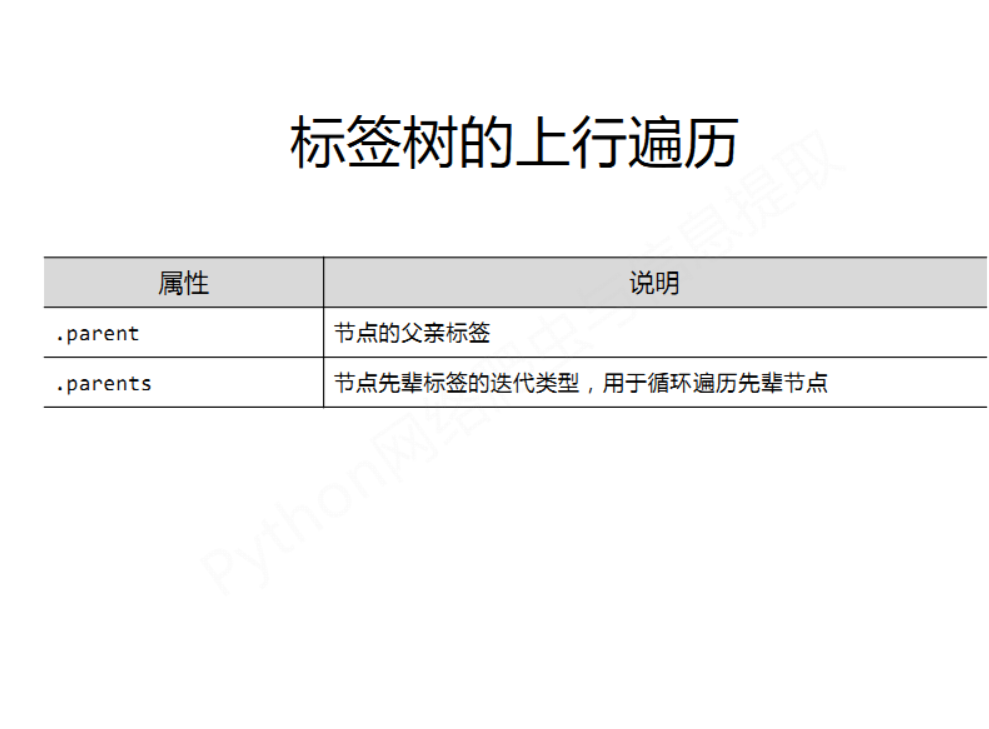 标签树的上行遍历
属性 说明
.parent 节点的父亲标签
.parents 节点先辈标签的迭代类型，用于循环遍历先辈节点
Python网络爬虫与信息提取